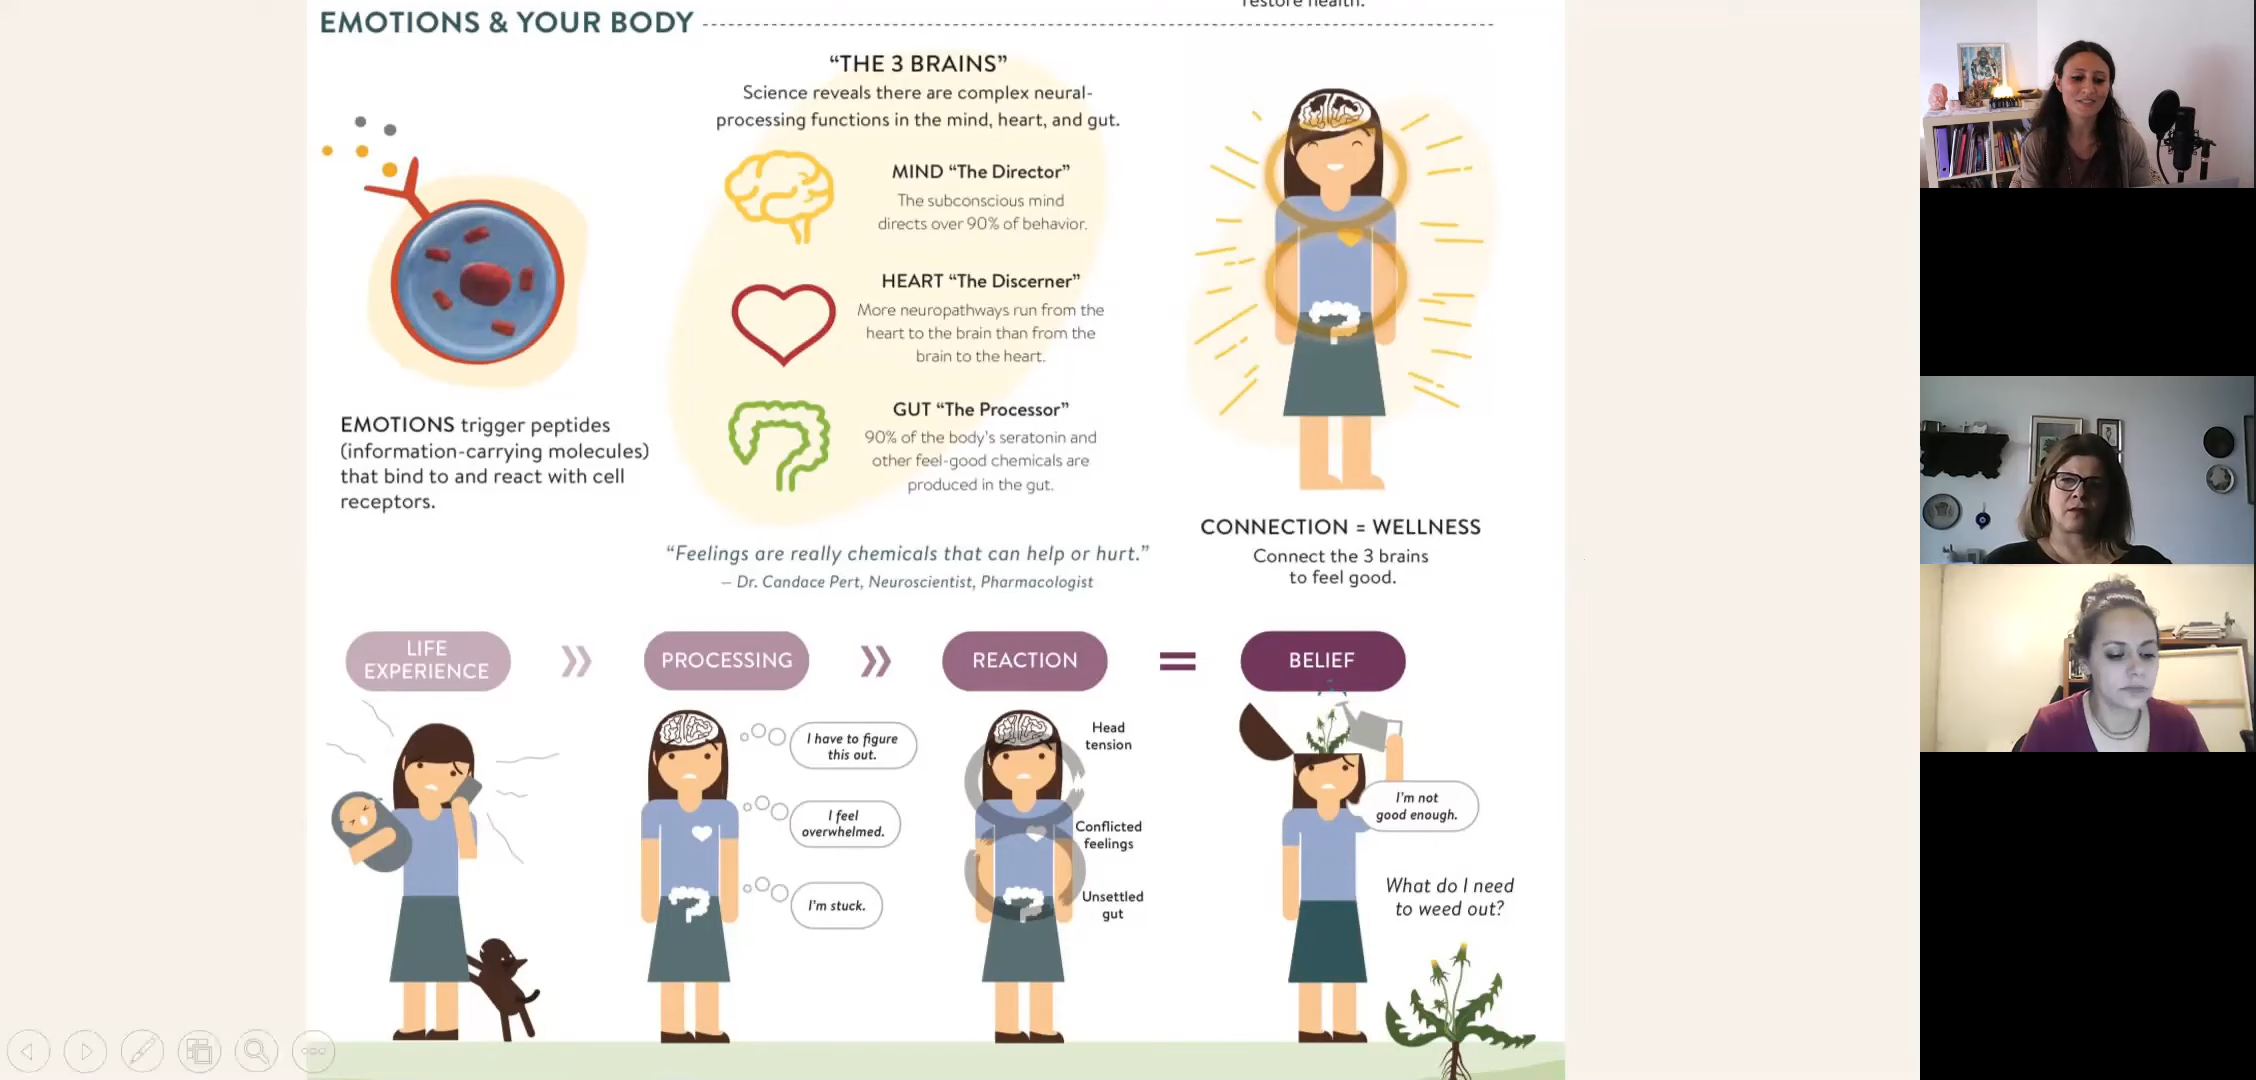 restore health.
EMOTIONS & YOUR BODY
“THE 3 BRAINS”
Science reveals there are complex neural-
processing functions in the mind, heart, and gut.
MIND “The Director”
The subconscious mind
directs over 90% of behavior.
HEART “The Discerner”
More neuropathways run from the
heart to the brain than from the
brain to the heart.
GUT “The Processor”
90% of the body’s seratonin and
other feel-good chemicals are
produced in the gut.
EMOTIONS trigger peptides
(information-carrying molecules)
that bind to and react with cell
receptors.
“Feelings are really chemicals that can help or hurt.”
– Dr. Candace Pert, Neuroscientist, Pharmacologist
CONNECTION = WELLNESS
Connect the 3 brains
to feel good.
LIFE
EXPERIENCE
»
PROCESSING
»
REACTION
=
BELIEF
I have to figure
this out.
I feel
overwhelmed.
I’m stuck.
Head
tension
Conflicted
feelings
Unsettled
gut
I’m not
good enough.
What do I need
to weed out?